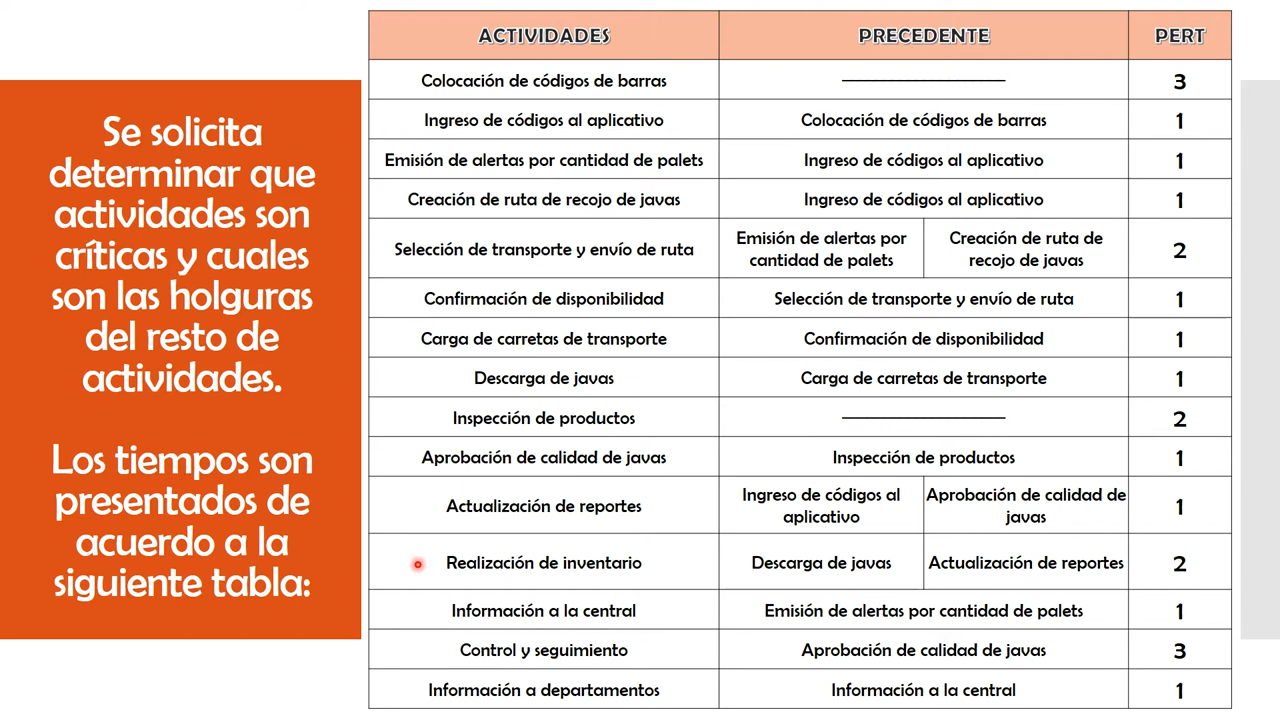 Se solicita
determinar que
actividades son
críticas y cuales
son las holguras
del resto de
actividades.
Los tiempos son
presentados de
acuerdo a la
siguiente tabla:
ACTIVIDADES PRECEDENTE PERT
Colocación de códigos de barras 3
Ingreso de códigos al aplicativo Colocación de códigos de barras 1
Emisión de alertas por cantidad de palets Ingreso de códigos al aplicativo 1
Creación de ruta de recojo de javas Ingreso de códigos al aplicativo 1
Selección de transporte y envío de ruta Emisión de alertas por cantidad de palets Creación de ruta de recojo de javas 2
Confirmación de disponibilidad Selección de transporte y envío de ruta 1
Carga de carretas de transporte Confirmación de disponibilidad 1
Descarga de javas Carga de carretas de transporte 1
Inspección de productos 2
Aprobación de calidad de javas Inspección de productos 1
Actualización de reportes Ingreso de códigos al aplicativo Aprobación de calidad de javas 1
Realización de inventario Descarga de javas Actualización de reportes 2
Información a la central Emisión de alertas por cantidad de palets 1
Control y seguimiento Aprobación de calidad de javas 3
Información a departamentos Información a la central 1